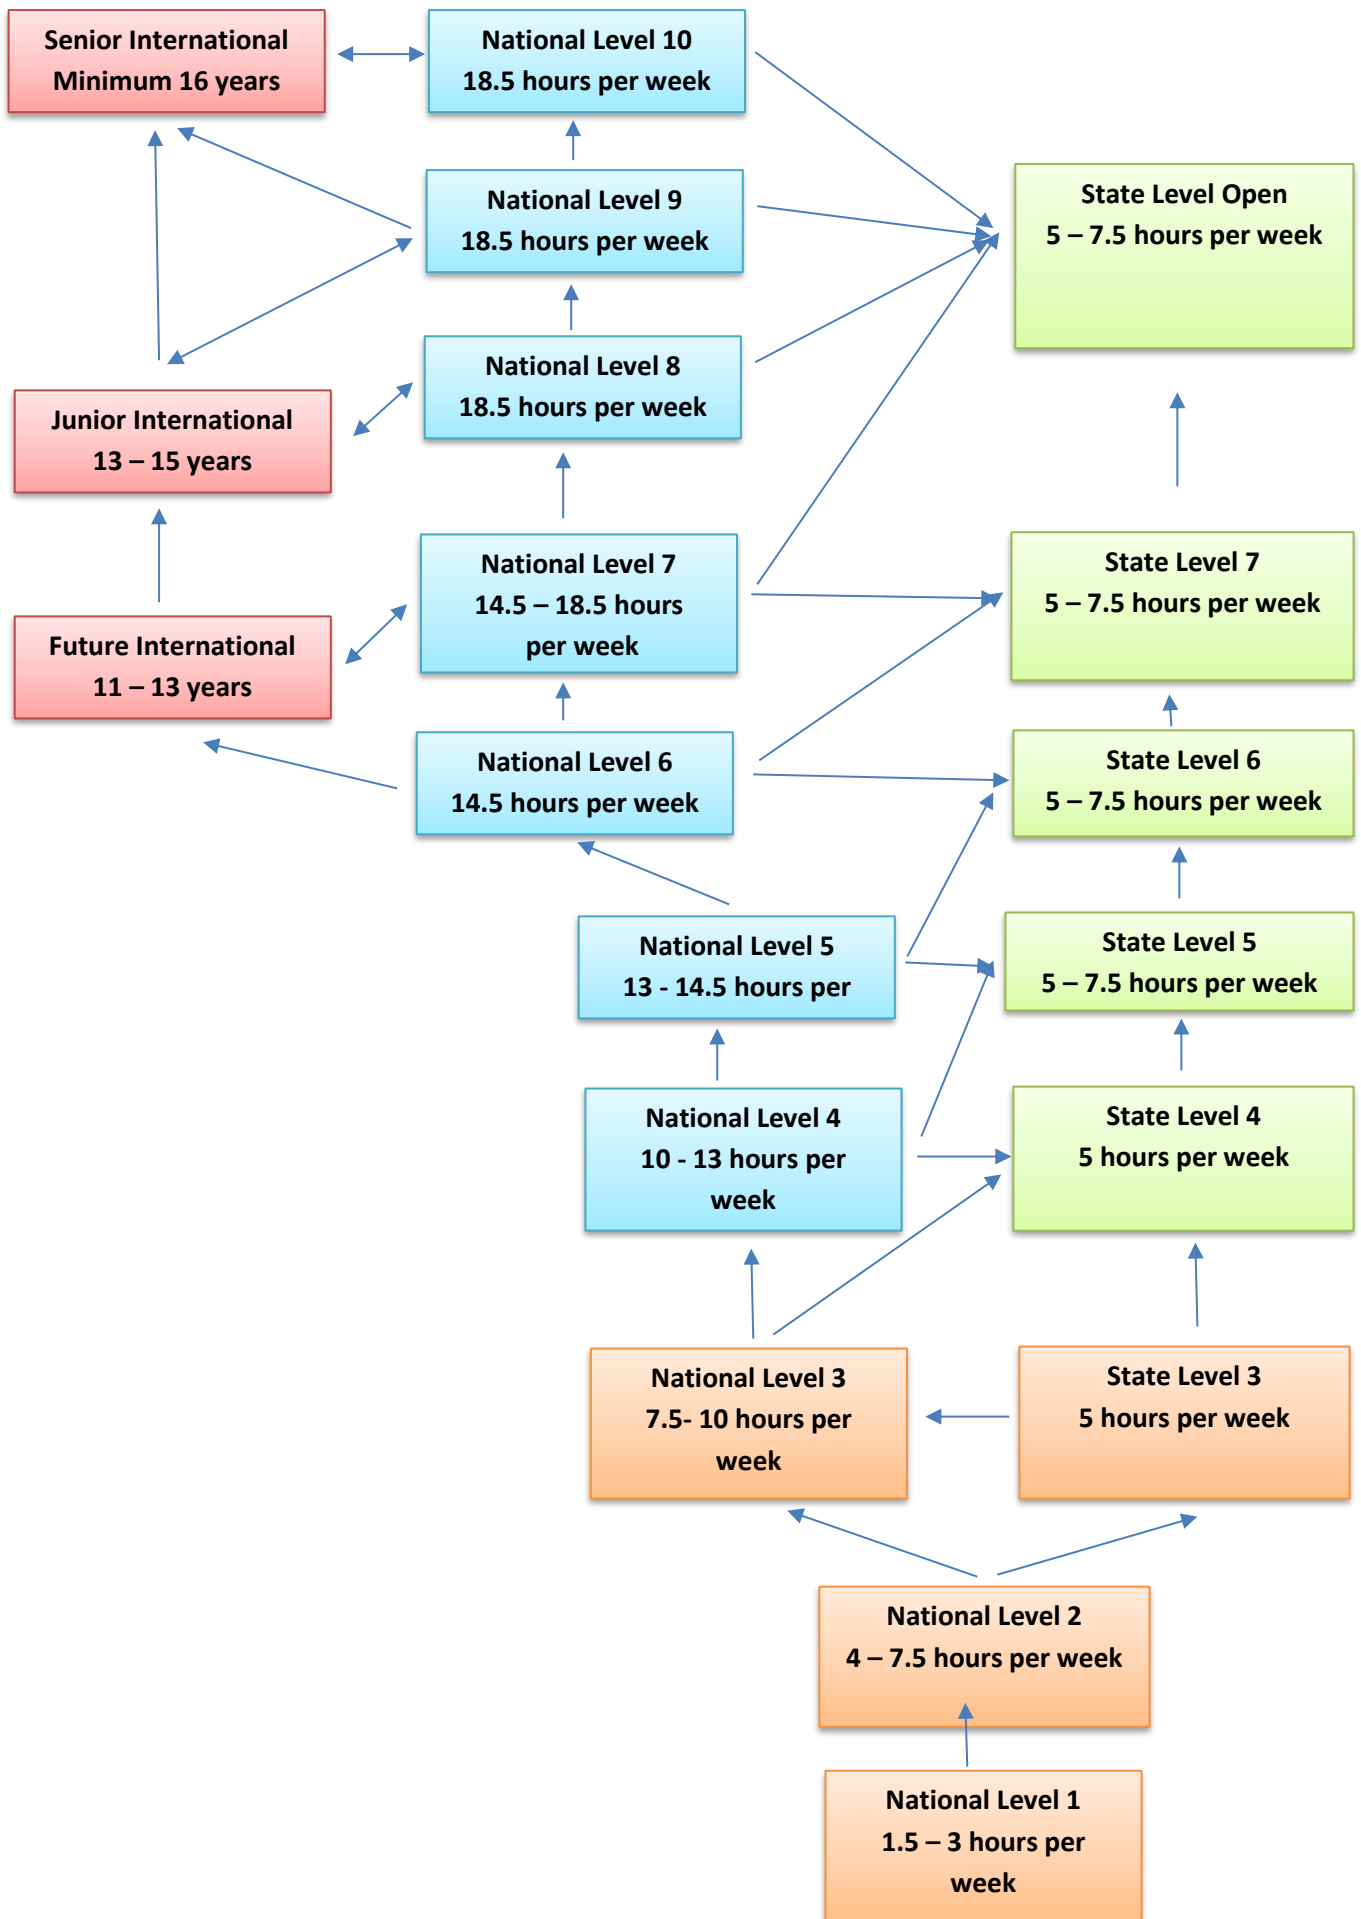 Senior International
Minimum 16 years
National Level 10
18.5 hours per week
National Level 9
18.5 hours per week
State Level Open
5 – 7.5 hours per week
National Level 8
18.5 hours per week
Junior International
13 – 15 years
National Level 7
14.5 – 18.5 hours
per week
State Level 7
5 – 7.5 hours per week
Future International
11 – 13 years
National Level 6
14.5 hours per week
State Level 6
5 – 7.5 hours per week
National Level 5
13 - 14.5 hours per
State Level 5
5 – 7.5 hours per week
National Level 4
10 - 13 hours per
week
State Level 4
5 hours per week
National Level 3
7.5- 10 hours per
week
State Level 3
5 hours per week
National Level 2
4 – 7.5 hours per week
National Level 1
1.5 – 3 hours per
week